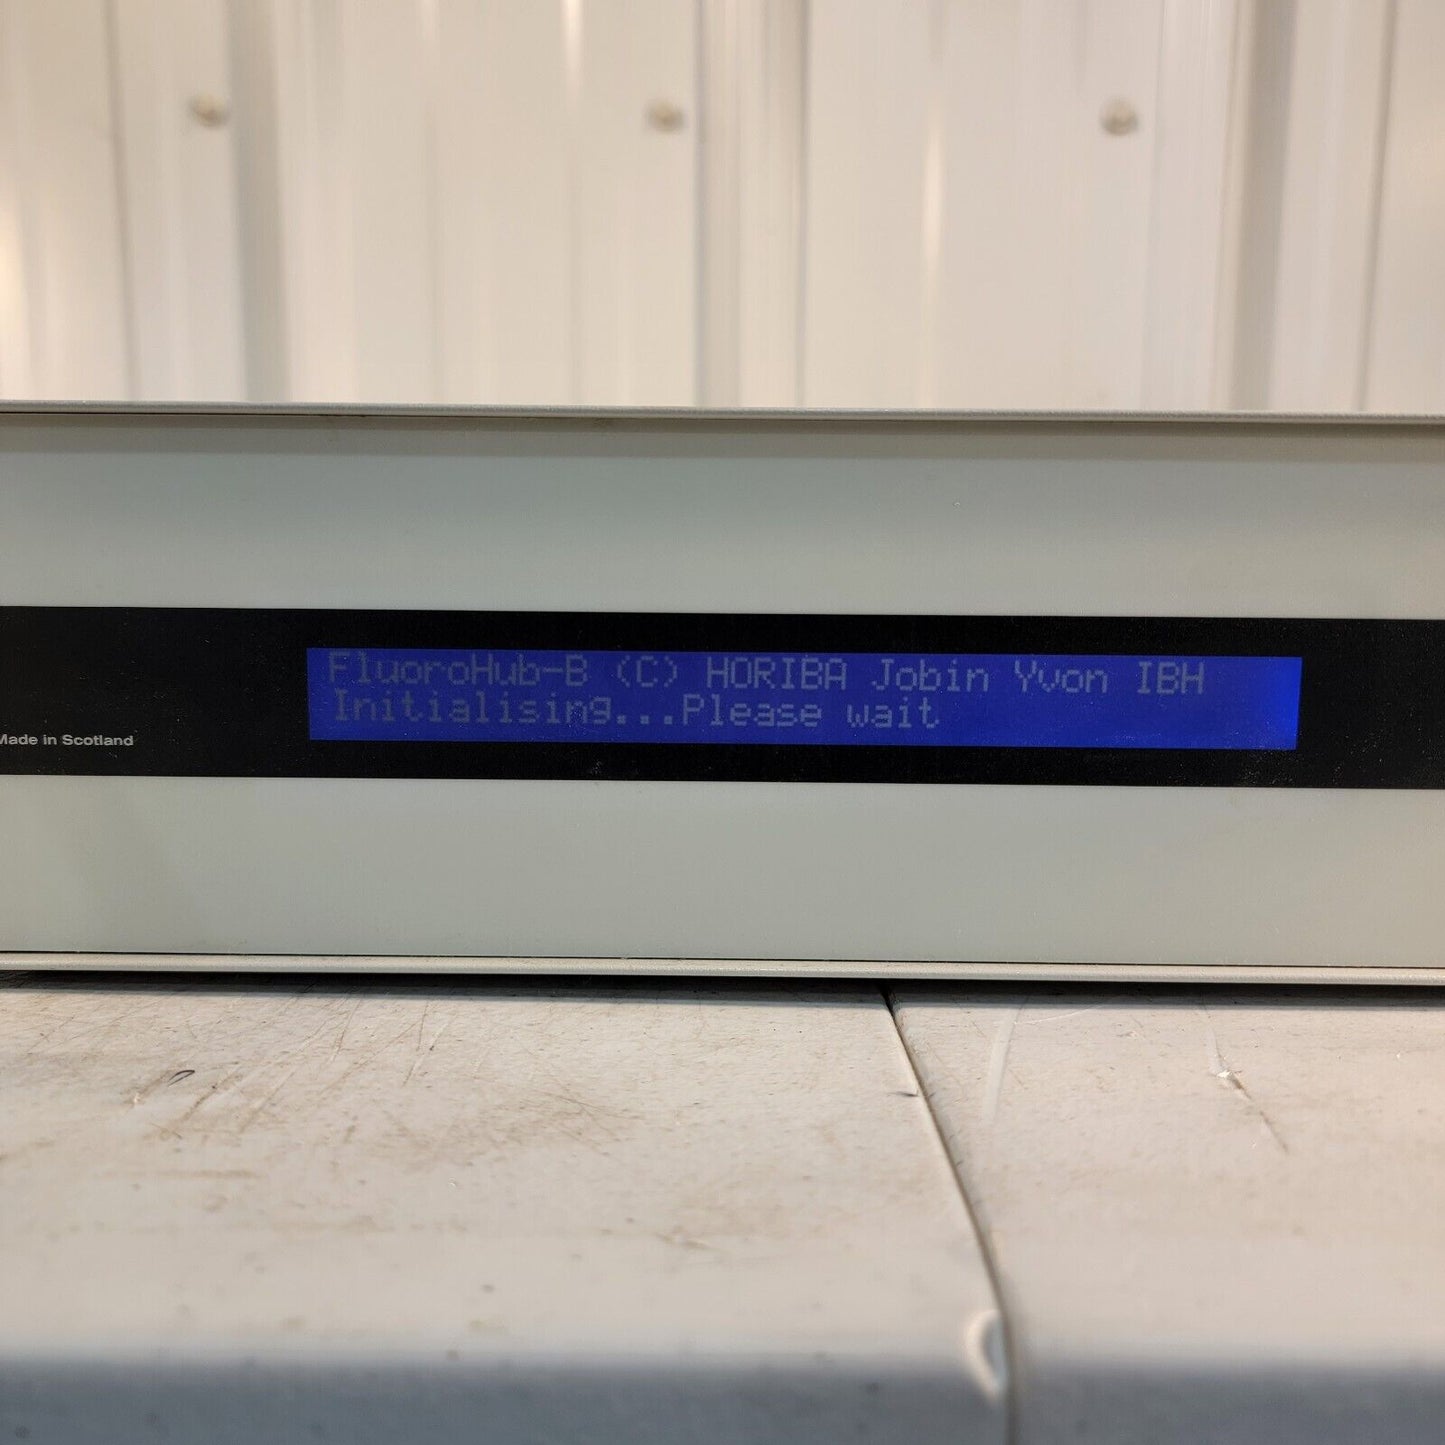 FluoroHub-B (C) HORIBA Jobin Yvon IBH
Initialising...Please wait
Made in Scotland